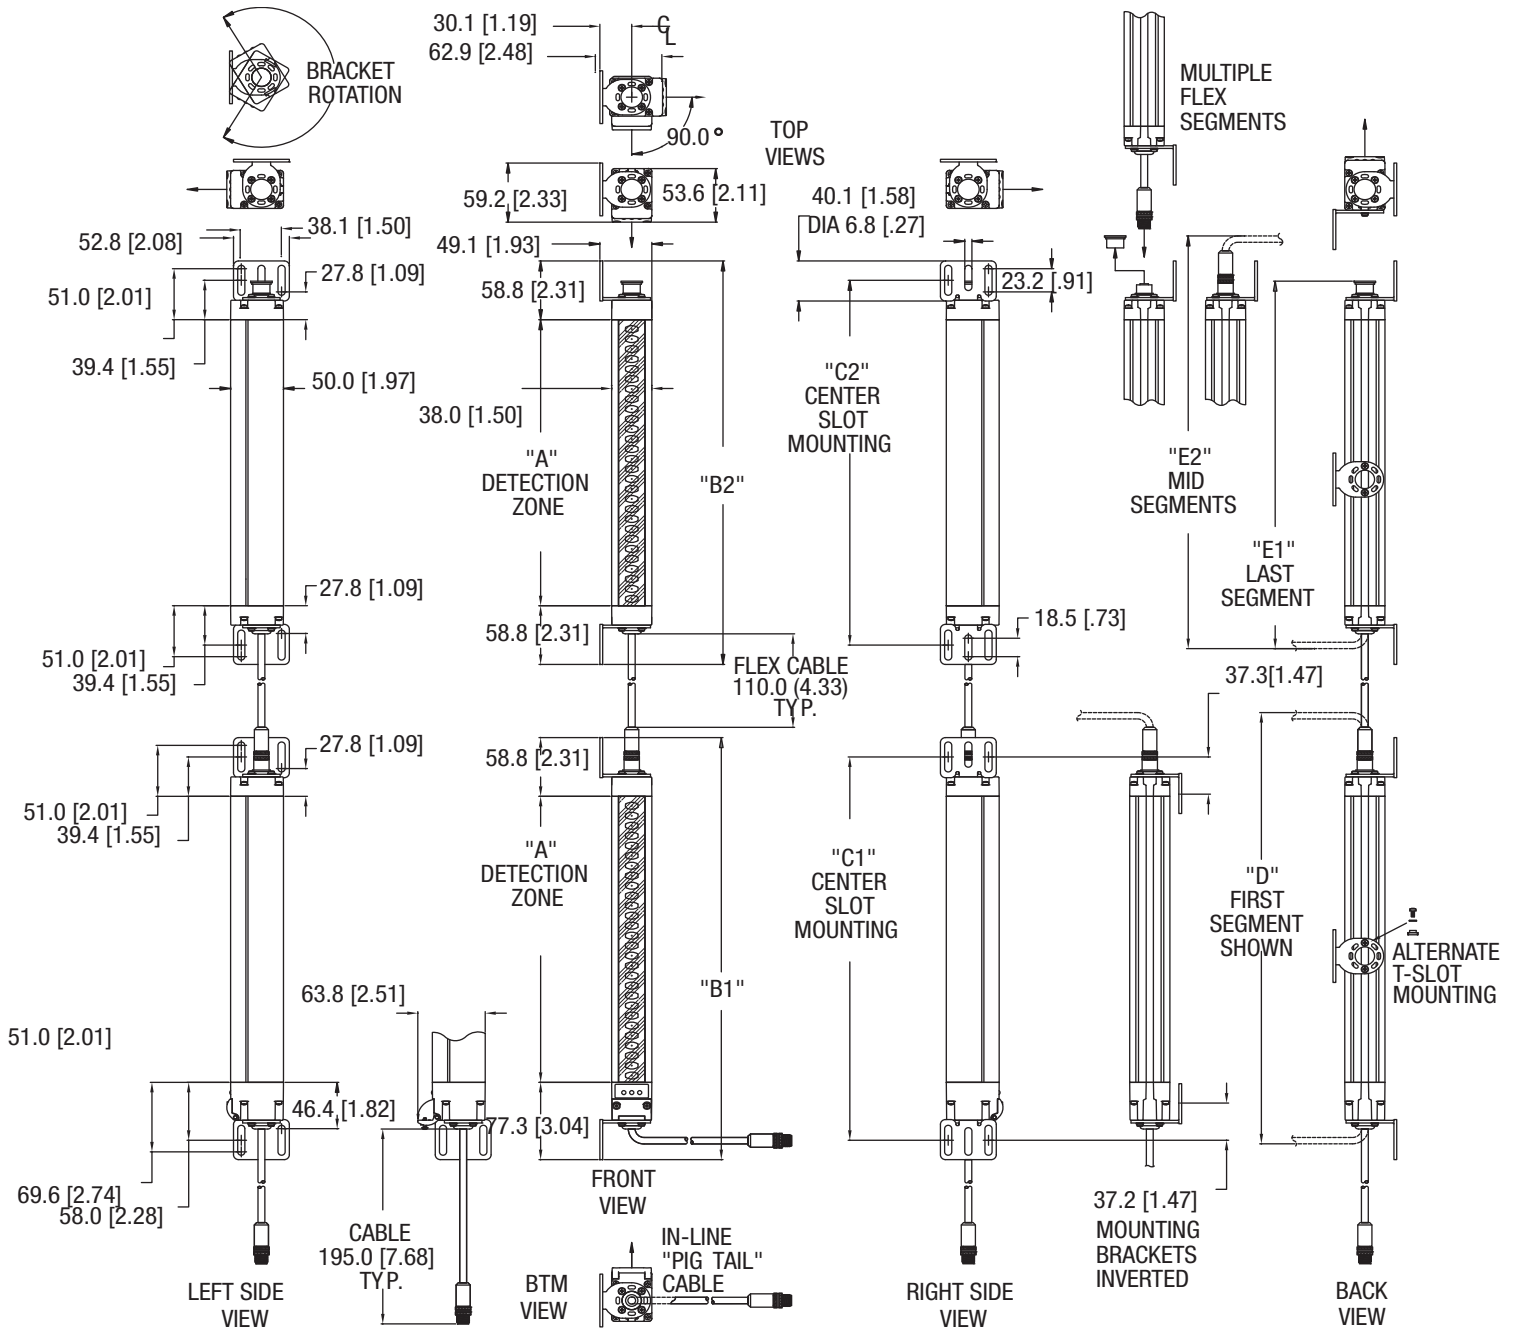 30.1 [1.19]
CL
62.9 [2.48]
BRACKET
ROTATION
MULTIPLE
FLEX
SEGMENTS
90.0°
TOP
VIEWS
59.2 [2.33]
53.6 [2.11]
40.1 [1.58]
DIA 6.8 [.27]
38.1 [1.50]
52.8 [2.08]
49.1 [1.93]
27.8 [1.09]
51.0 [2.01]
58.8 [2.31]
23.2 [.91]
39.4 [1.55]
50.0 [1.97]
38.0 [1.50]
"C2"
CENTER
SLOT
MOUNTING
"A"
DETECTION
ZONE
"B2"
"E2"
MID
SEGMENTS
"E1"
LAST
SEGMENT
27.8 [1.09]
58.8 [2.31]
18.5 [.73]
51.0 [2.01]
39.4 [1.55]
FLEX CABLE
110.0 (4.33)
TYP.
37.3[1.47]
27.8 [1.09]
58.8 [2.31]
51.0 [2.01]
39.4 [1.55]
"A"
DETECTION
ZONE
"C1"
CENTER
SLOT
MOUNTING
"D"
FIRST
SEGMENT
SHOWN
ALTERNATE
T-SLOT
MOUNTING
63.8 [2.51]
"B1"
51.0 [2.01]
46.4 [1.82]
77.3 [3.04]
69.6 [2.74]
58.0 [2.28]
FRONT
VIEW
37.2 [1.47]
MOUNTING
BRACKETS
INVERTED
CABLE
195.0 [7.68]
TYP.
IN-LINE
"PIG TAIL"
CABLE
LEFT SIDE
VIEW
BTM
VIEW
RIGHT SIDE
VIEW
BACK
VIEW